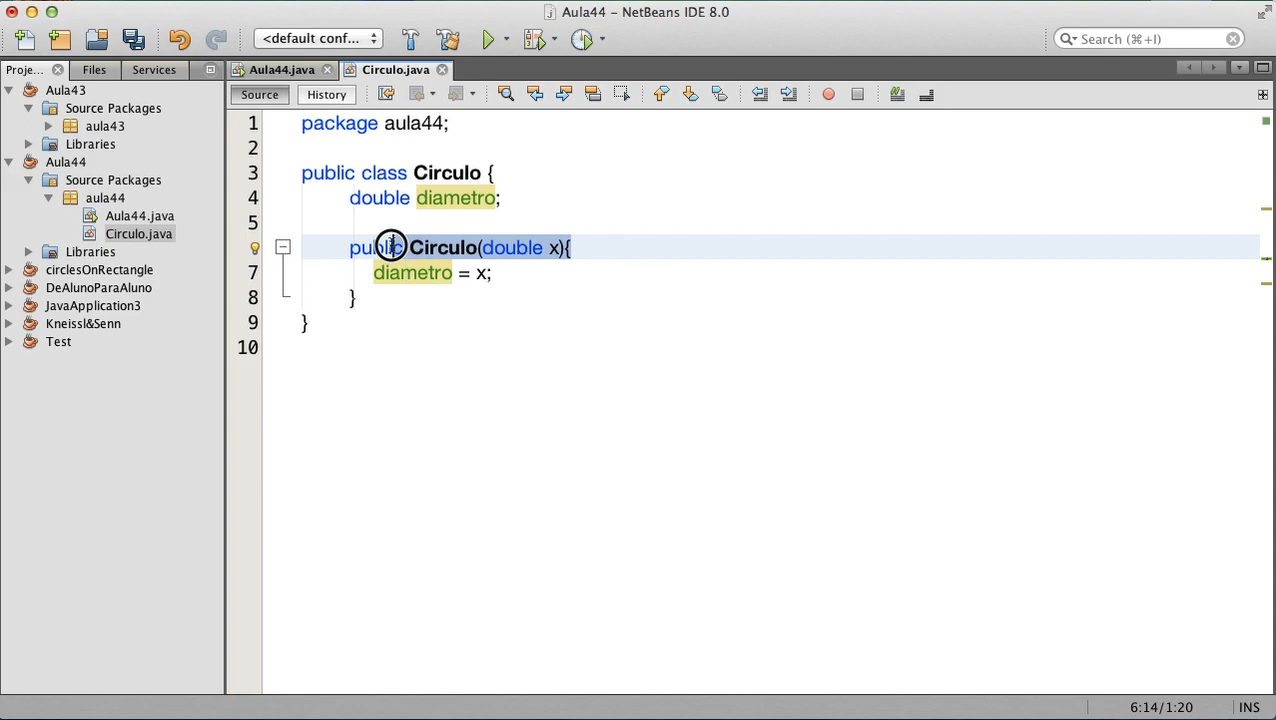 Aula44 – NetBeans IDE 8.0
<default conf...
Search (⌘+I)
Proje...
Files
Services
Aula44.java
Circulo.java
Source
History
Aula43
Source Packages
aula43
Libraries
Aula44
Source Packages
aula44
Aula44.java
Circulo.java
Libraries
circlesOnRectangle
DeAlunoParaAluno
JavaApplication3
Kneissl&Senn
Test
1 package aula44;
2
3 public class Circulo {
4 double diametro;
5
public Circulo(double x){
7 diametro = x;
8 }
9 }
10
6:14/1:20
INS